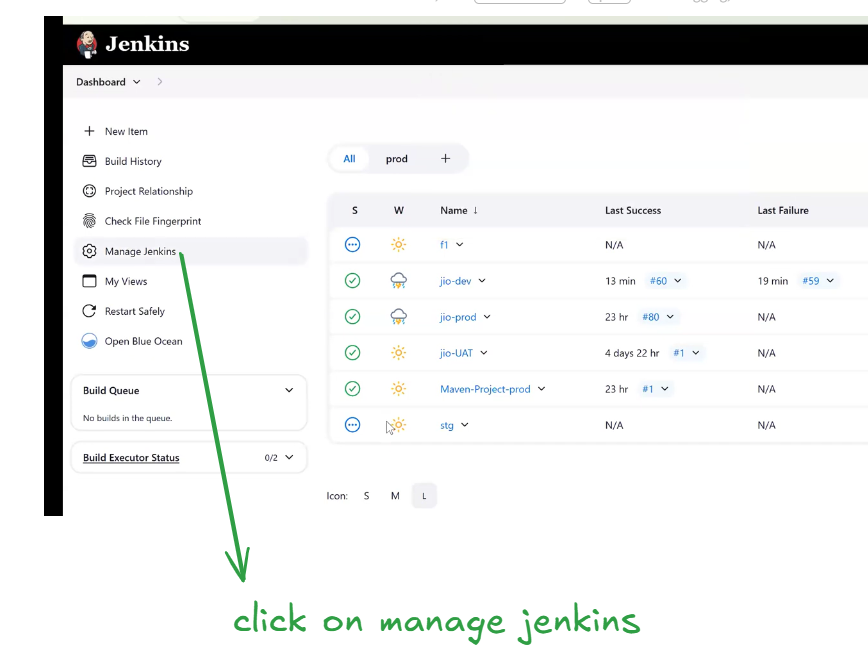 Jenkins
Dashboard
New Item
Build History
Project Relationship
Check File Fingerprint
Manage Jenkins
My Views
Restart Safely
Open Blue Ocean
Build Queue
No builds in the queue.
Build Executor Status 0/2
All prod +
S W Name ↓ Last Success Last Failure
f1 N/A N/A
jio-dev 13 min #60 19 min #59
jio-prod 23 hr #80 N/A
jio-UAT 4 days 22 hr #1 N/A
Maven-Project-prod 23 hr #1 N/A
stg N/A N/A
Icon: S M L
click on manage jenkins